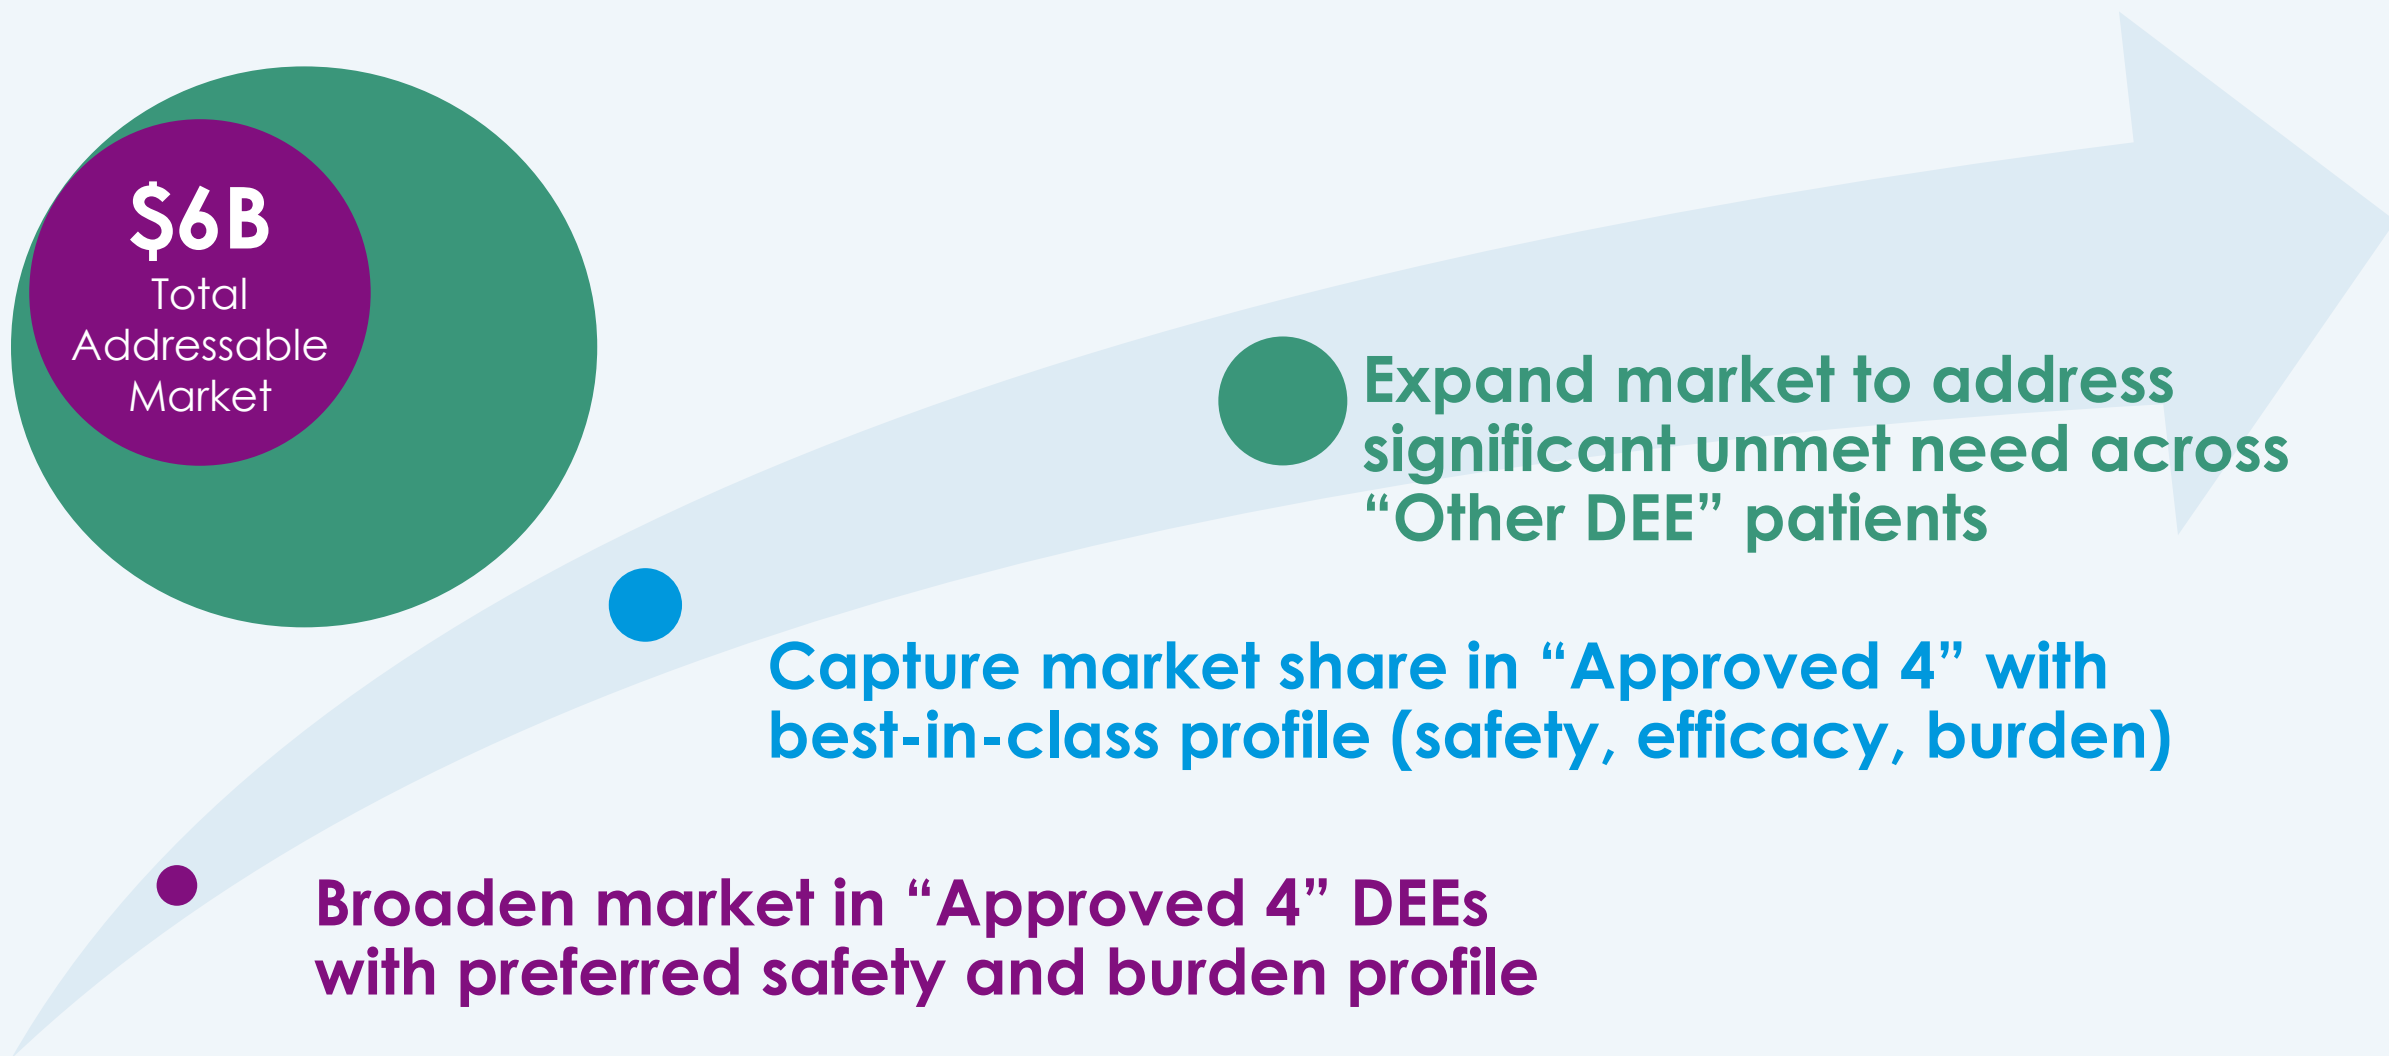 $6B
Total
Addressable
Market
Expand market to address
significant unmet need across
“Other DEE” patients
Capture market share in “Approved 4” with
best-in-class profile (safety, efficacy, burden)
Broaden market in “Approved 4” DEEs
with preferred safety and burden profile